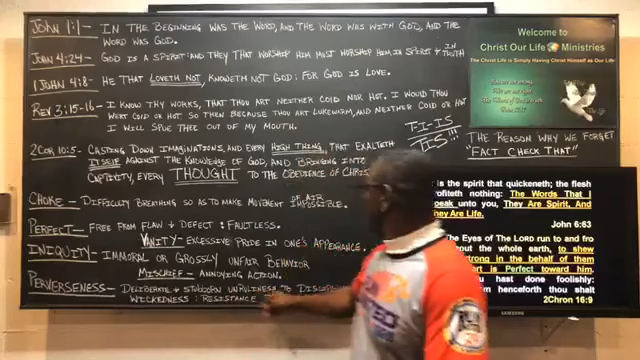 John 1:1- In the beginning was the Word, and the Word was with God, and the
Word was God.
John 4:24- God is a Spirit: and they that worship Him must worship Him in Spirit & in truth
1 John 4:8- He that loveth not, knoweth not God: for God is love.
Rev 3:15-16- I know thy works, that thou art neither cold nor hot. I would thou
wert cold or hot so then because thou art lukewarm, and neither cold or hot
I will spue thee out of my mouth.
T-I-IS
T-IS!!!
2Cor 10:5- Casting down imaginations, and every high thing, that exalteth
itself against the knowledge of God, and bringing into
captivity, every thought to the obedience of Chris
Choke- Difficulty breathing so as to make movement of air impossible.
Perfect- Free from flaw & defect: faultless.
Vanity- Excessive pride in one's appearance.
Iniquity- Immoral or grossly unfair behavior
Mischief- Annoying action.
Perverseness- Deliberate & stubborn unruliness to
Wickedness: Resistance
Welcome to
Christ Our Life Ministries
The Christ Life is Simply Having Christ Himself as Our Life
The Reason Why We Forget
"Fact Check That"
is the spirit that quickeneth; the flesh
ofiteth nothing: The Words That I
peak unto you, They are Spirit, And
hey Are Life.
John 6:63
he Eyes of The LORD run to and fro
out the whole earth, to shew
strong in the behalf of them
art is Perfect toward him.
hast done foolishly:
m henceforth thou shalt
2Chron 16:9
SAMSUNG